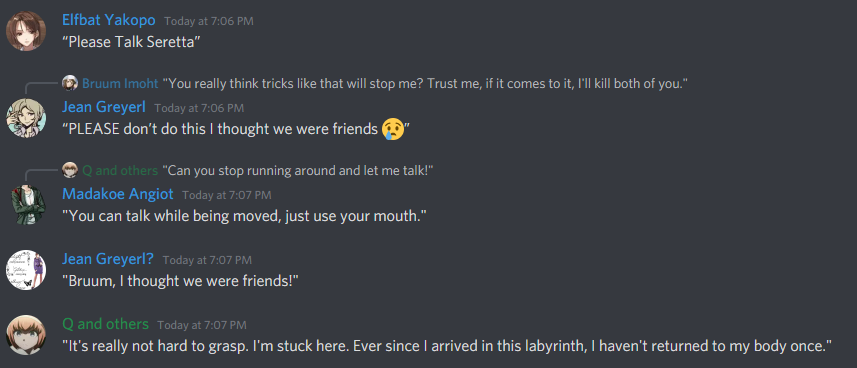 Elfbat Yakopo Today at 7:06 PM
“Please Talk Seretta”
Bruum Imoht "You really think tricks like that will stop me? Trust me, if it comes to it, I'll kill both of you."
Jean Greyerl Today at 7:06 PM
“PLEASE don’t do this I thought we were friends 😢”
Q and others "Can you stop running around and let me talk!"
Madakoe Angiot Today at 7:07 PM
"You can talk while being moved, just use your mouth."
Jean Greyerl? Today at 7:07 PM
"Bruum, I thought we were friends!"
Q and others Today at 7:07 PM
"It's really not hard to grasp. I'm stuck here. Ever since I arrived in this labyrinth, I haven't returned to my body once."